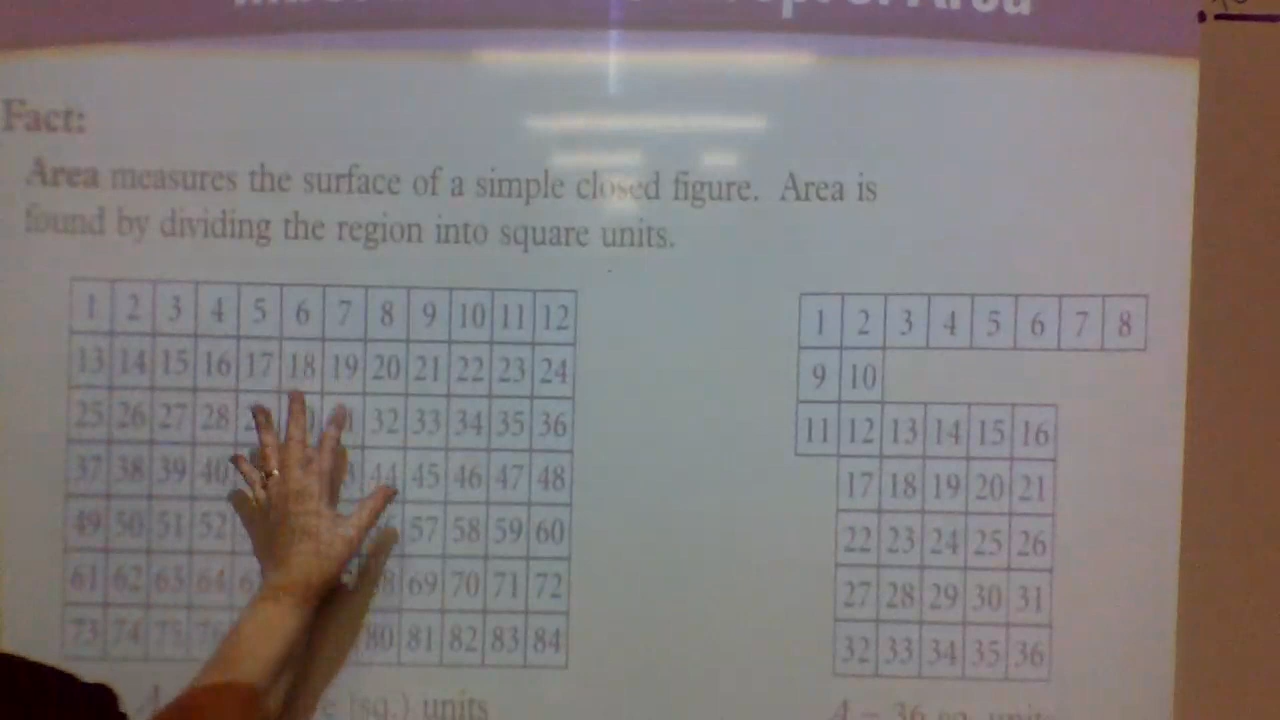 of Area
Fact:
Area measures the surface of a simple closed figure. Area is
found by dividing the region into square units.
1 2 3 4 5 6 7 8 9 10 11 12
13 14 15 16 17 18 19 20 21 22 23 24
25 26 27 28 32 33 34 35 36
37 38 39 40 44 45 46 47 48
49 50 51 52 57 58 59 60
61 62 63 64 69 70 71 72
73 74 75 76 80 81 82 83 84
(sq.) units
1 2 3 4 5 6 7 8
9 10
11 12 13 14 15 16
17 18 19 20 21
22 23 24 25 26
27 28 29 30 31
32 33 34 35 36
A = 36 sq. units